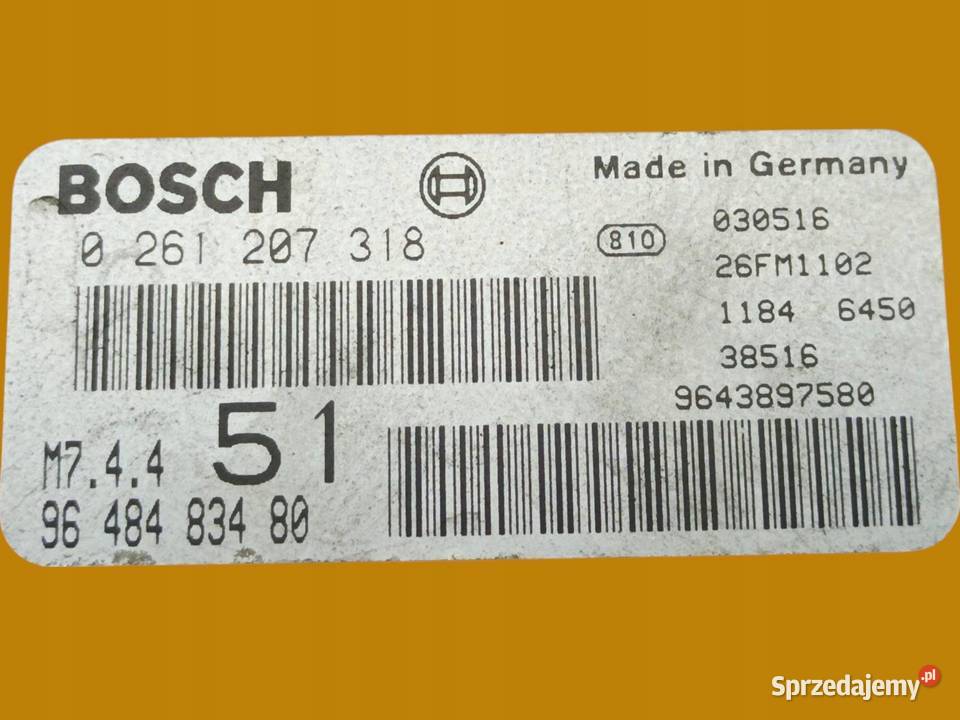 BOSCH
Made in Germany
0 261 207 318
810
030516
26FM1102
1184 6450
38516
9643897580
51
M7.4.4
96 484 834 80
Sprzedajemy.pl